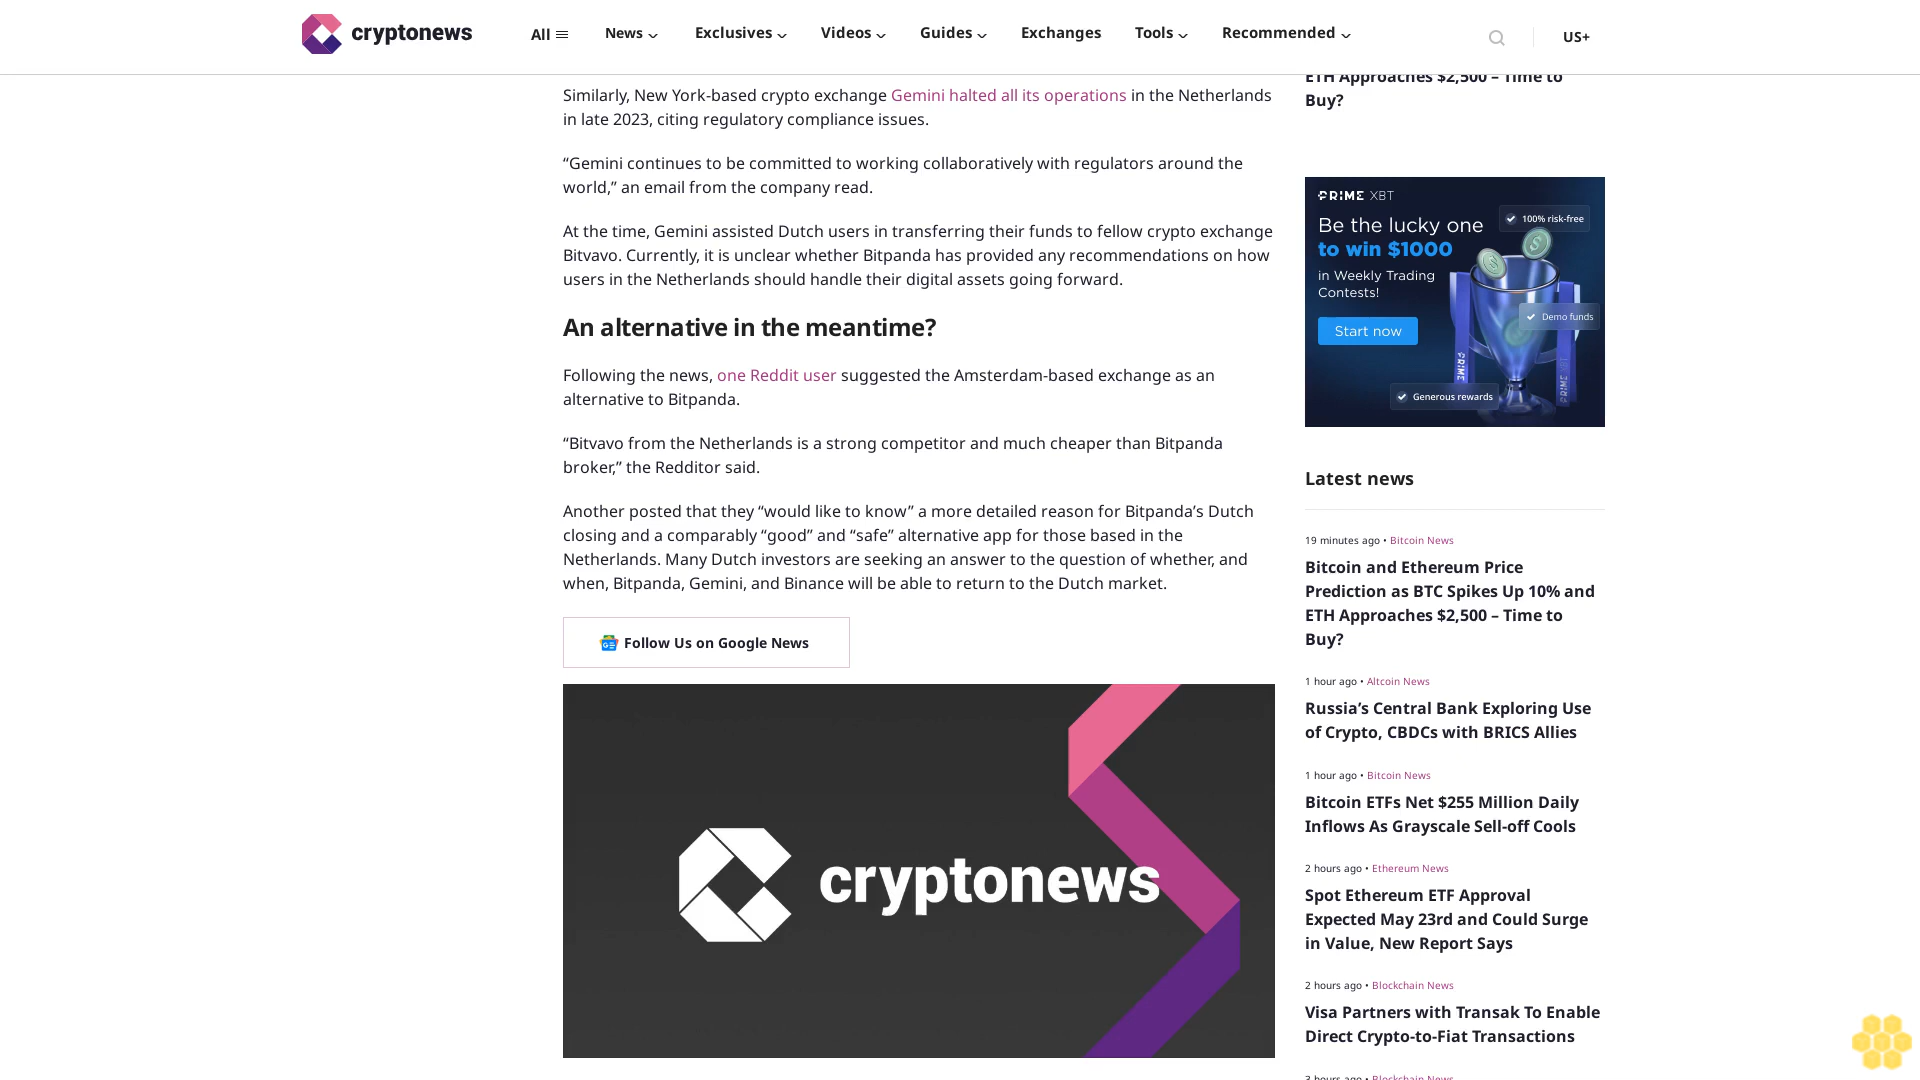 cryptonews
All
News
Exclusives
Videos
Guides
Exchanges
Tools
Recommended
US+
Similarly, New York-based crypto exchange Gemini halted all its operations in the Netherlands
in late 2023, citing regulatory compliance issues.
“Gemini continues to be committed to working collaboratively with regulators around the
world,” an email from the company read.
At the time, Gemini assisted Dutch users in transferring their funds to fellow crypto exchange
Bitvavo. Currently, it is unclear whether Bitpanda has provided any recommendations on how
users in the Netherlands should handle their digital assets going forward.
An alternative in the meantime?
Following the news, one Reddit user suggested the Amsterdam-based exchange as an
alternative to Bitpanda.
“Bitvavo from the Netherlands is a strong competitor and much cheaper than Bitpanda
broker,” the Redditor said.
Another posted that they “would like to know” a more detailed reason for Bitpanda’s Dutch
closing and a comparably “good” and “safe” alternative app for those based in the
Netherlands. Many Dutch investors are seeking an answer to the question of whether, and
when, Bitpanda, Gemini, and Binance will be able to return to the Dutch market.
Follow Us on Google News
cryptonews
ETH Approaches $2,500 – Time to
Buy?
PRIME XBT
100% risk-free
Be the lucky one
to win $1000
in Weekly Trading
Contests!
Demo funds
Start now
PRIME
PRIME XBT
Generous rewards
Latest news
19 minutes ago • Bitcoin News
Bitcoin and Ethereum Price
Prediction as BTC Spikes Up 10% and
ETH Approaches $2,500 – Time to
Buy?
1 hour ago • Altcoin News
Russia’s Central Bank Exploring Use
of Crypto, CBDCs with BRICS Allies
1 hour ago • Bitcoin News
Bitcoin ETFs Net $255 Million Daily
Inflows As Grayscale Sell-off Cools
2 hours ago • Ethereum News
Spot Ethereum ETF Approval
Expected May 23rd and Could Surge
in Value, New Report Says
2 hours ago • Blockchain News
Visa Partners with Transak To Enable
Direct Crypto-to-Fiat Transactions
3 hours ago • Blockchain News